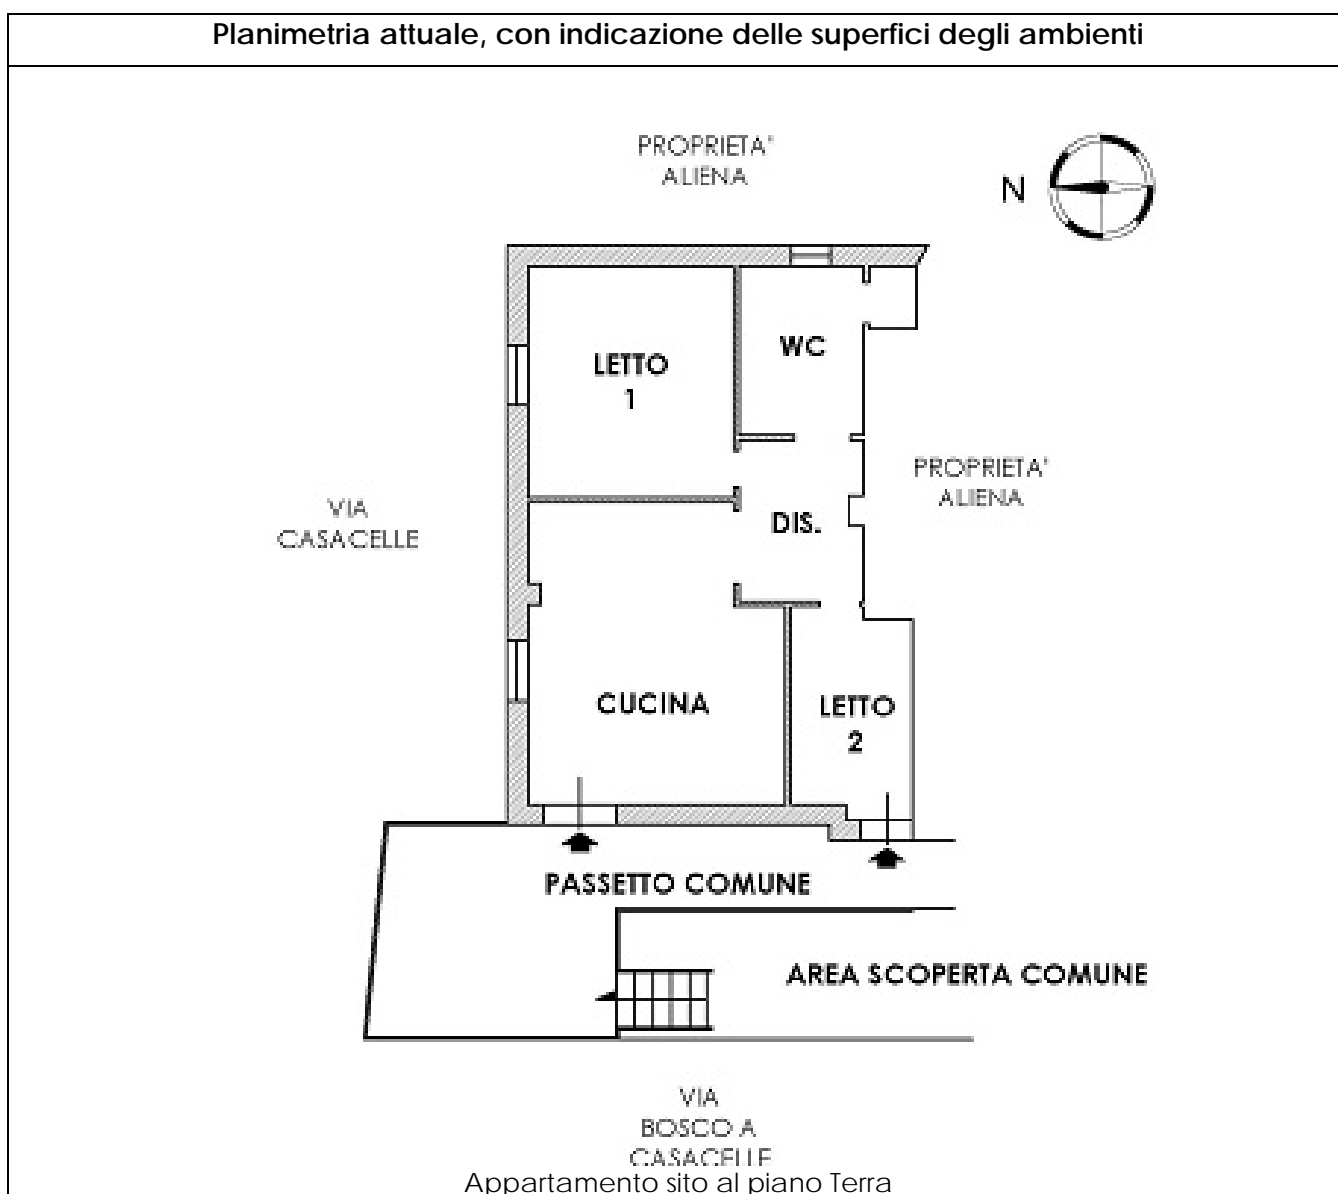 Planimetria attuale, con indicazione delle superfici degli ambienti
PROPRIETA'
ALIENA
N
LETTO
1
WC
PROPRIETA'
ALIENA
VIA
CASACELLE
DIS.
CUCINA
LETTO
2
PASSETTO COMUNE
AREA SCOPERTA COMUNE
VIA
BOSCO A
CASACELLE
Appartamento sito al piano Terra